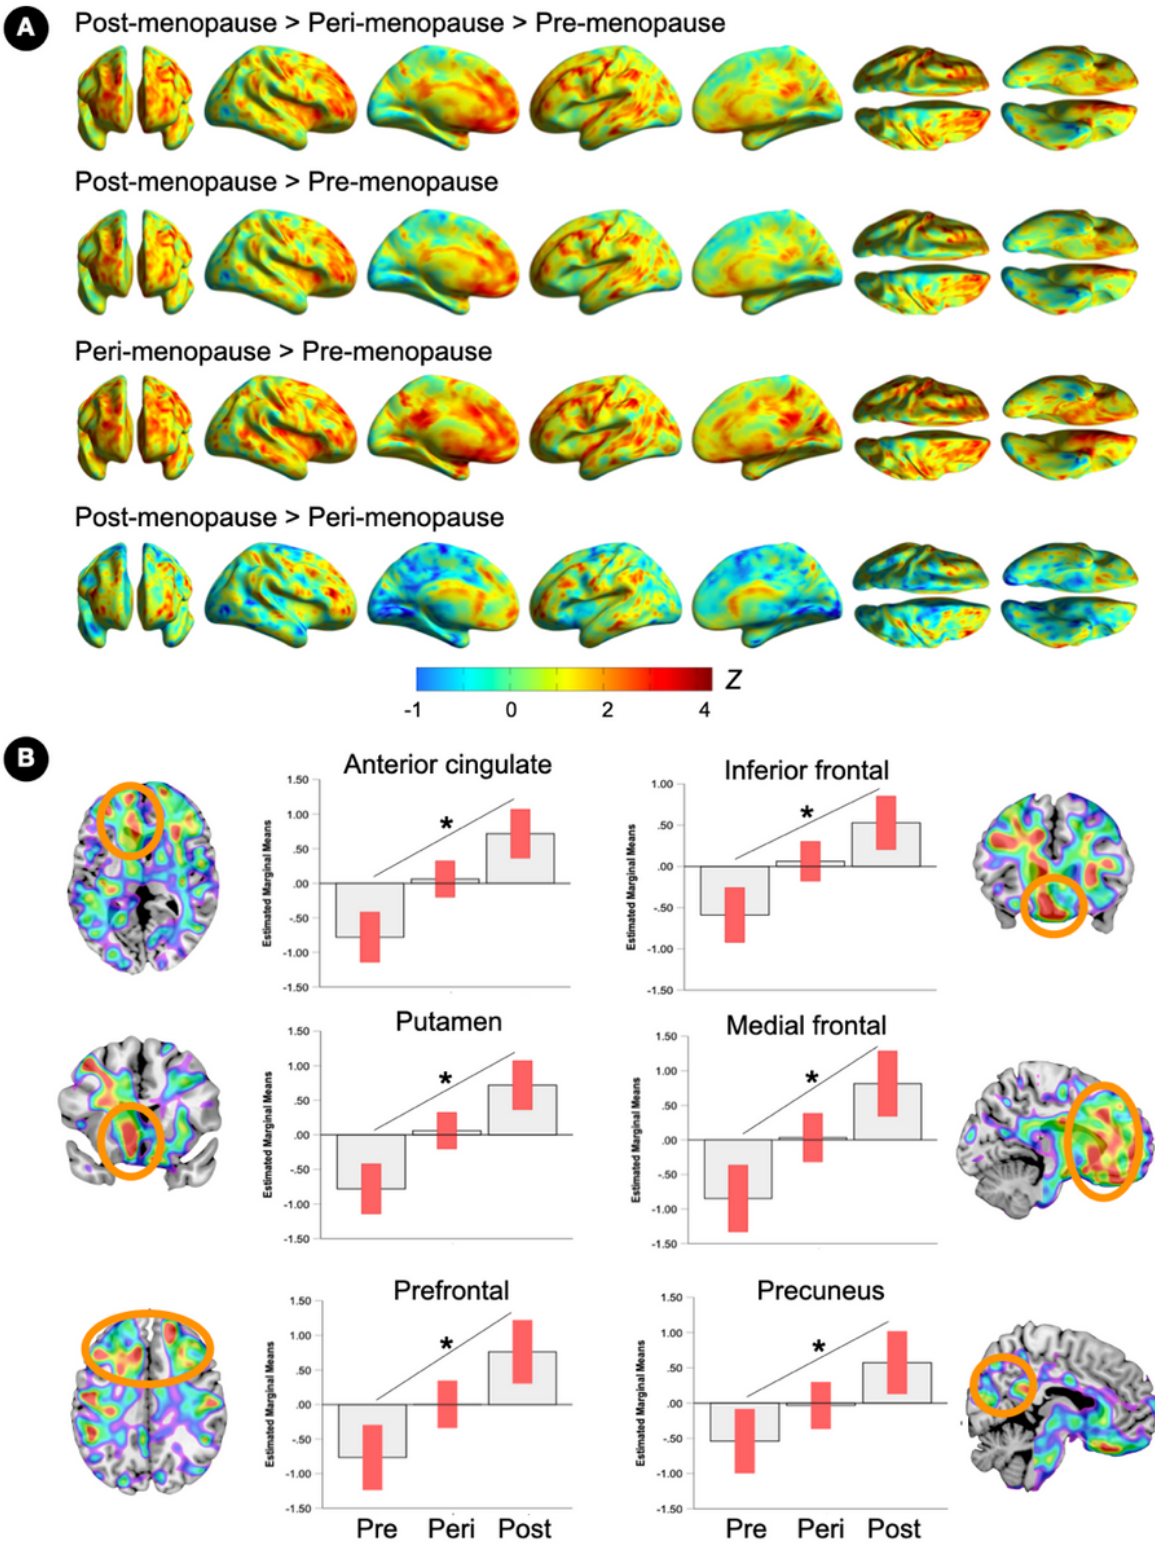 A
Post-menopause > Peri-menopause > Pre-menopause
Post-menopause > Pre-menopause
Peri-menopause > Pre-menopause
Post-menopause > Peri-menopause
Z
-1 0 2 4
B
Anterior cingulate
Estimated Marginal Means
1.50
1.00
.50
.00
-.50
-1.00
-1.50
*
Inferior frontal
Estimated Marginal Means
1.00
.50
.00
-.50
-1.00
-1.50
*
Putamen
Estimated Marginal Means
1.50
1.00
.50
.00
-.50
-1.00
-1.50
*
Medial frontal
Estimated Marginal Means
1.50
1.00
.50
.00
-.50
-1.00
-1.50
*
Prefrontal
Estimated Marginal Means
1.50
1.00
.50
.00
-.50
-1.00
-1.50
*
Pre Peri Post
Precuneus
Estimated Marginal Means
1.50
1.00
.50
.00
-.50
-1.00
-1.50
*
Pre Peri Post